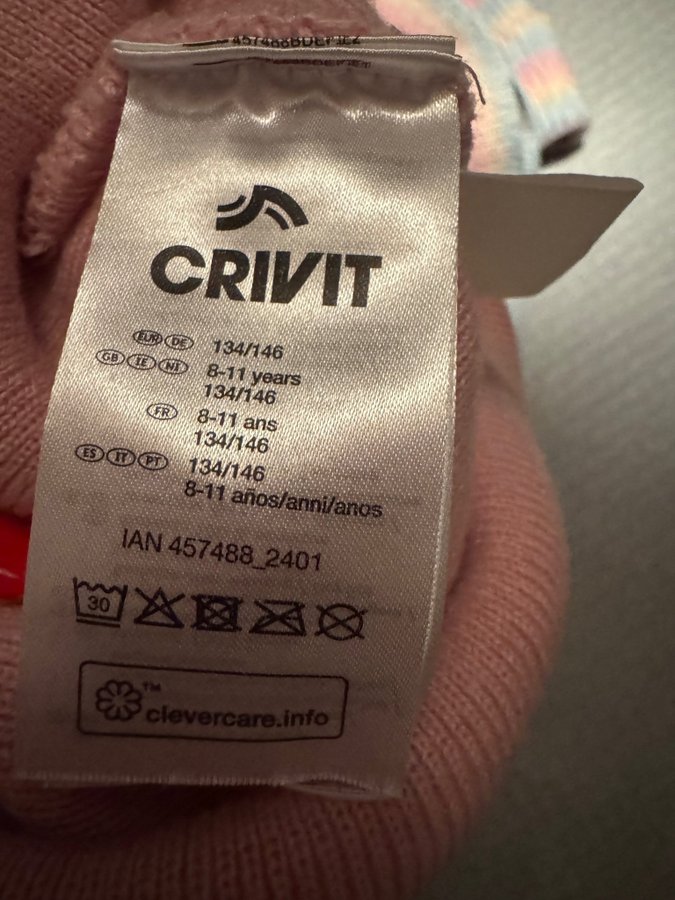 CRIVIT
EUR DE 134/146
GB IE NI 8-11 years
134/146
FR 8-11 ans
134/146
ES IT PT 134/146
8-11 años/anni/anos
IAN 457488_2401
30
™
clevercare.info